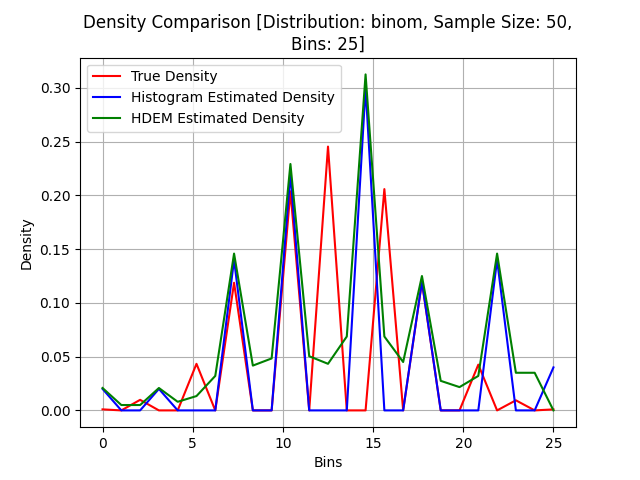 Density Comparison [Distribution: binom, Sample Size: 50,
Bins: 25]
True Density
Histogram Estimated Density
HDEM Estimated Density
Density
0.30
0.25
0.20
0.15
0.10
0.05
0.00
0 5 10 15 20 25
Bins